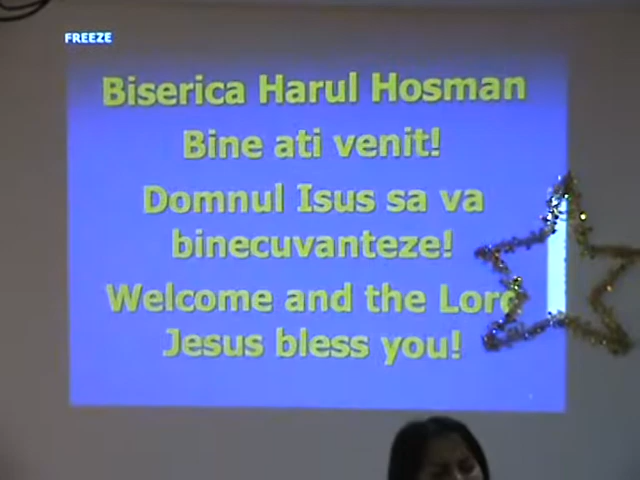 FREEZE
Biserica Harul Hosman
Bine ati venit!
Domnul Isus sa va
binecuvanteze!
Welcome and the Lord
Jesus bless you!